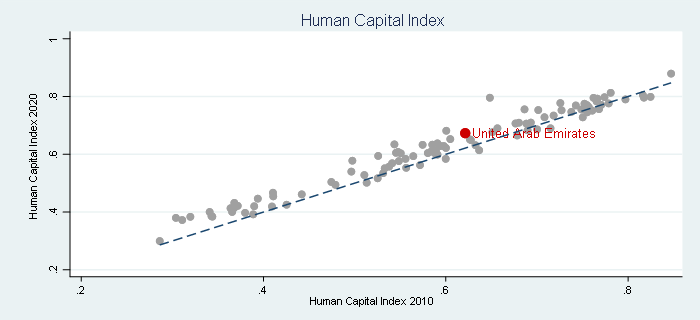 Human Capital Index
Human Capital Index 2020
1
.8
.6
.4
.2
United Arab Emirates
.2
.4
.6
.8
Human Capital Index 2010